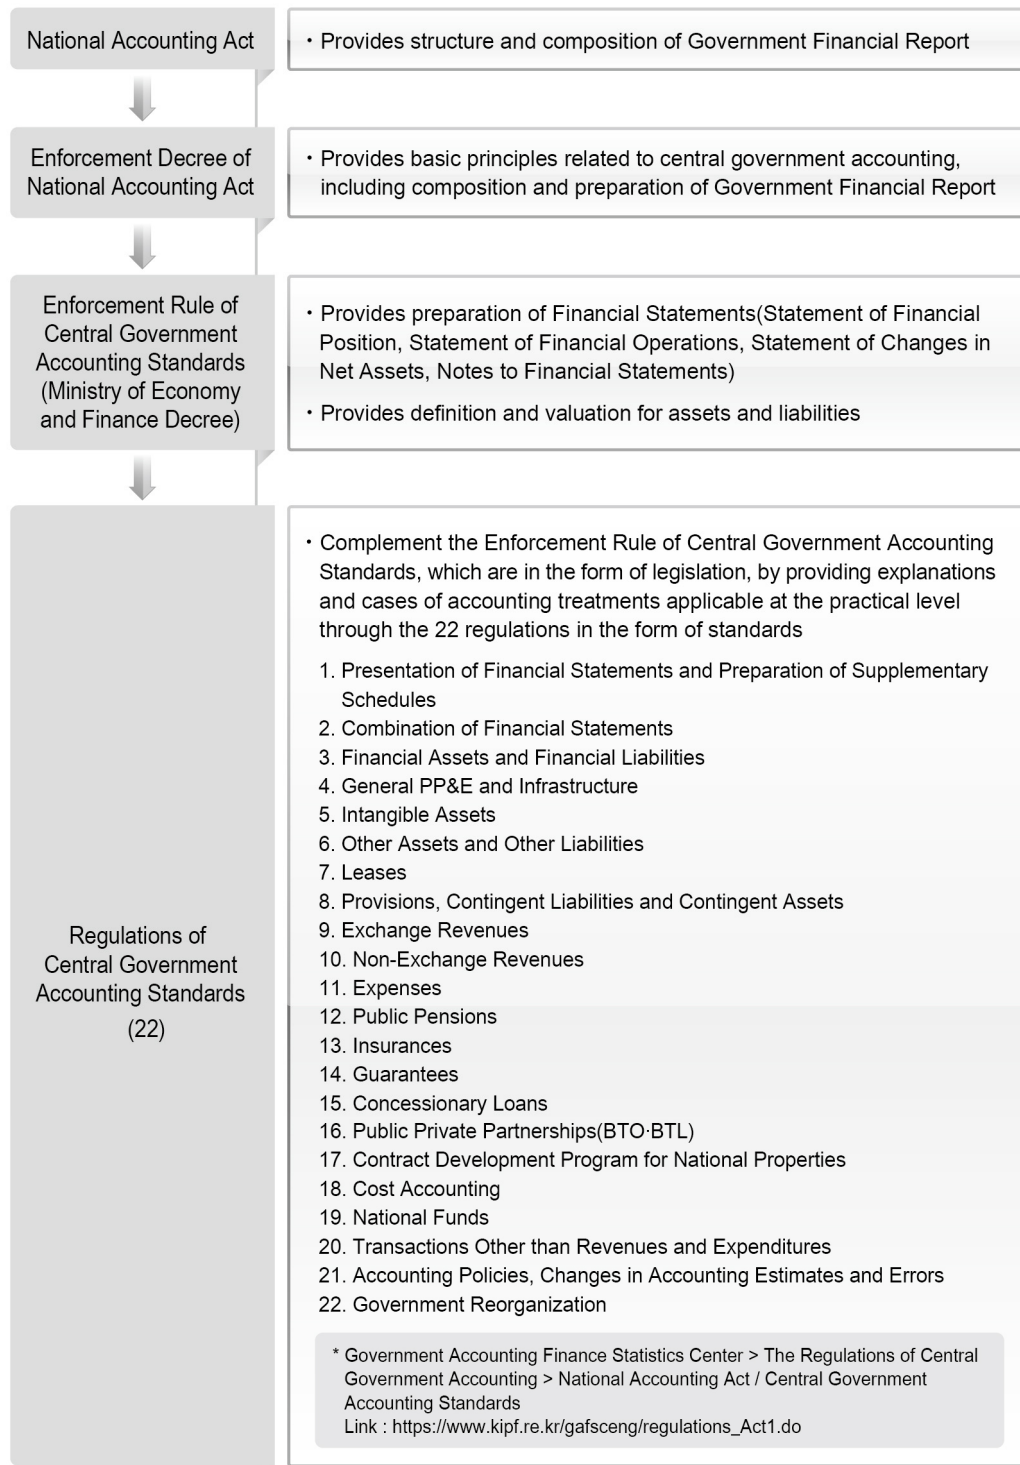 National Accounting Act
· Provides structure and composition of Government Financial Report
Enforcement Decree of
National Accounting Act
· Provides basic principles related to central government accounting,
including composition and preparation of Government Financial Report
Enforcement Rule of
Central Government
Accounting Standards
(Ministry of Economy
and Finance Decree)
· Provides preparation of Financial Statements(Statement of Financial
Position, Statement of Financial Operations, Statement of Changes in
Net Assets, Notes to Financial Statements)
· Provides definition and valuation for assets and liabilities
Regulations of
Central Government
Accounting Standards
(22)
· Complement the Enforcement Rule of Central Government Accounting
Standards, which are in the form of legislation, by providing explanations
and cases of accounting treatments applicable at the practical level
through the 22 regulations in the form of standards
1. Presentation of Financial Statements and Preparation of Supplementary
Schedules
2. Combination of Financial Statements
3. Financial Assets and Financial Liabilities
4. General PP&E and Infrastructure
5. Intangible Assets
6. Other Assets and Other Liabilities
7. Leases
8. Provisions, Contingent Liabilities and Contingent Assets
9. Exchange Revenues
10. Non-Exchange Revenues
11. Expenses
12. Public Pensions
13. Insurances
14. Guarantees
15. Concessionary Loans
16. Public Private Partnerships(BTO·BTL)
17. Contract Development Program for National Properties
18. Cost Accounting
19. National Funds
20. Transactions Other than Revenues and Expenditures
21. Accounting Policies, Changes in Accounting Estimates and Errors
22. Government Reorganization
* Government Accounting Finance Statistics Center > The Regulations of Central
Government Accounting > National Accounting Act / Central Government
Accounting Standards
Link : https://www.kipf.re.kr/gafsceng/regulations_Act1.do